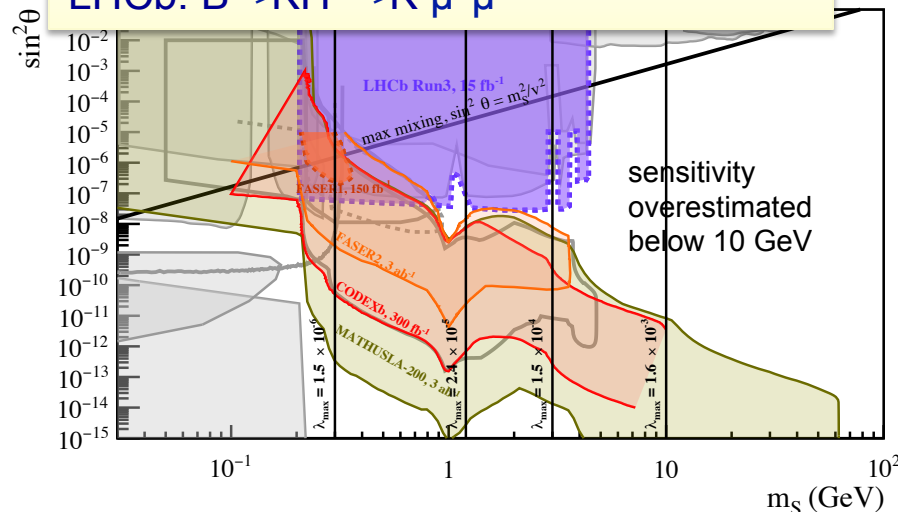 sin²θ
10⁻²
10⁻³
10⁻⁴
10⁻⁵
10⁻⁶
10⁻⁷
10⁻⁸
10⁻⁹
10⁻¹⁰
10⁻¹¹
10⁻¹²
10⁻¹³
10⁻¹⁴
10⁻¹⁵
LHCb Run3, 15 fb⁻¹
max mixing, sin² θ = m²S/v²
sensitivity
overestimated
below 10 GeV
FASER1, 150 fb⁻¹
FASER2, 3 ab⁻¹
CODEXb, 300 fb⁻¹
MATHUSLA-200, 3 ab⁻¹
λmax = 1.5 × 10⁻⁶
λmax = 2.4 × 10⁻⁵
λmax = 1.5 × 10⁻⁴
λmax = 1.6 × 10⁻³
10⁻¹
1
10
10²
mS (GeV)